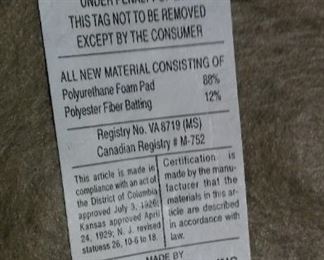 THIS TAG NOT TO BE REMOVED
EXCEPT BY THE CONSUMER
ALL NEW MATERIAL CONSISTING OF
Polyurethane Foam Pad 88%
Polyester Fiber Batting 12%
Registry No. VA 8719 (MS)
Canadian Registry # M-752
This article is made in
compliance with an act of
the District of Columbia
approved July 3, 1926;
Kansas approved April
24, 1929; N. J. revised
statuess 26, 10-6 to 18.
Certification is
made by the manu-
facturer that the
materials in this ar-
ticle are described
in accordance with
law.
MADE BY